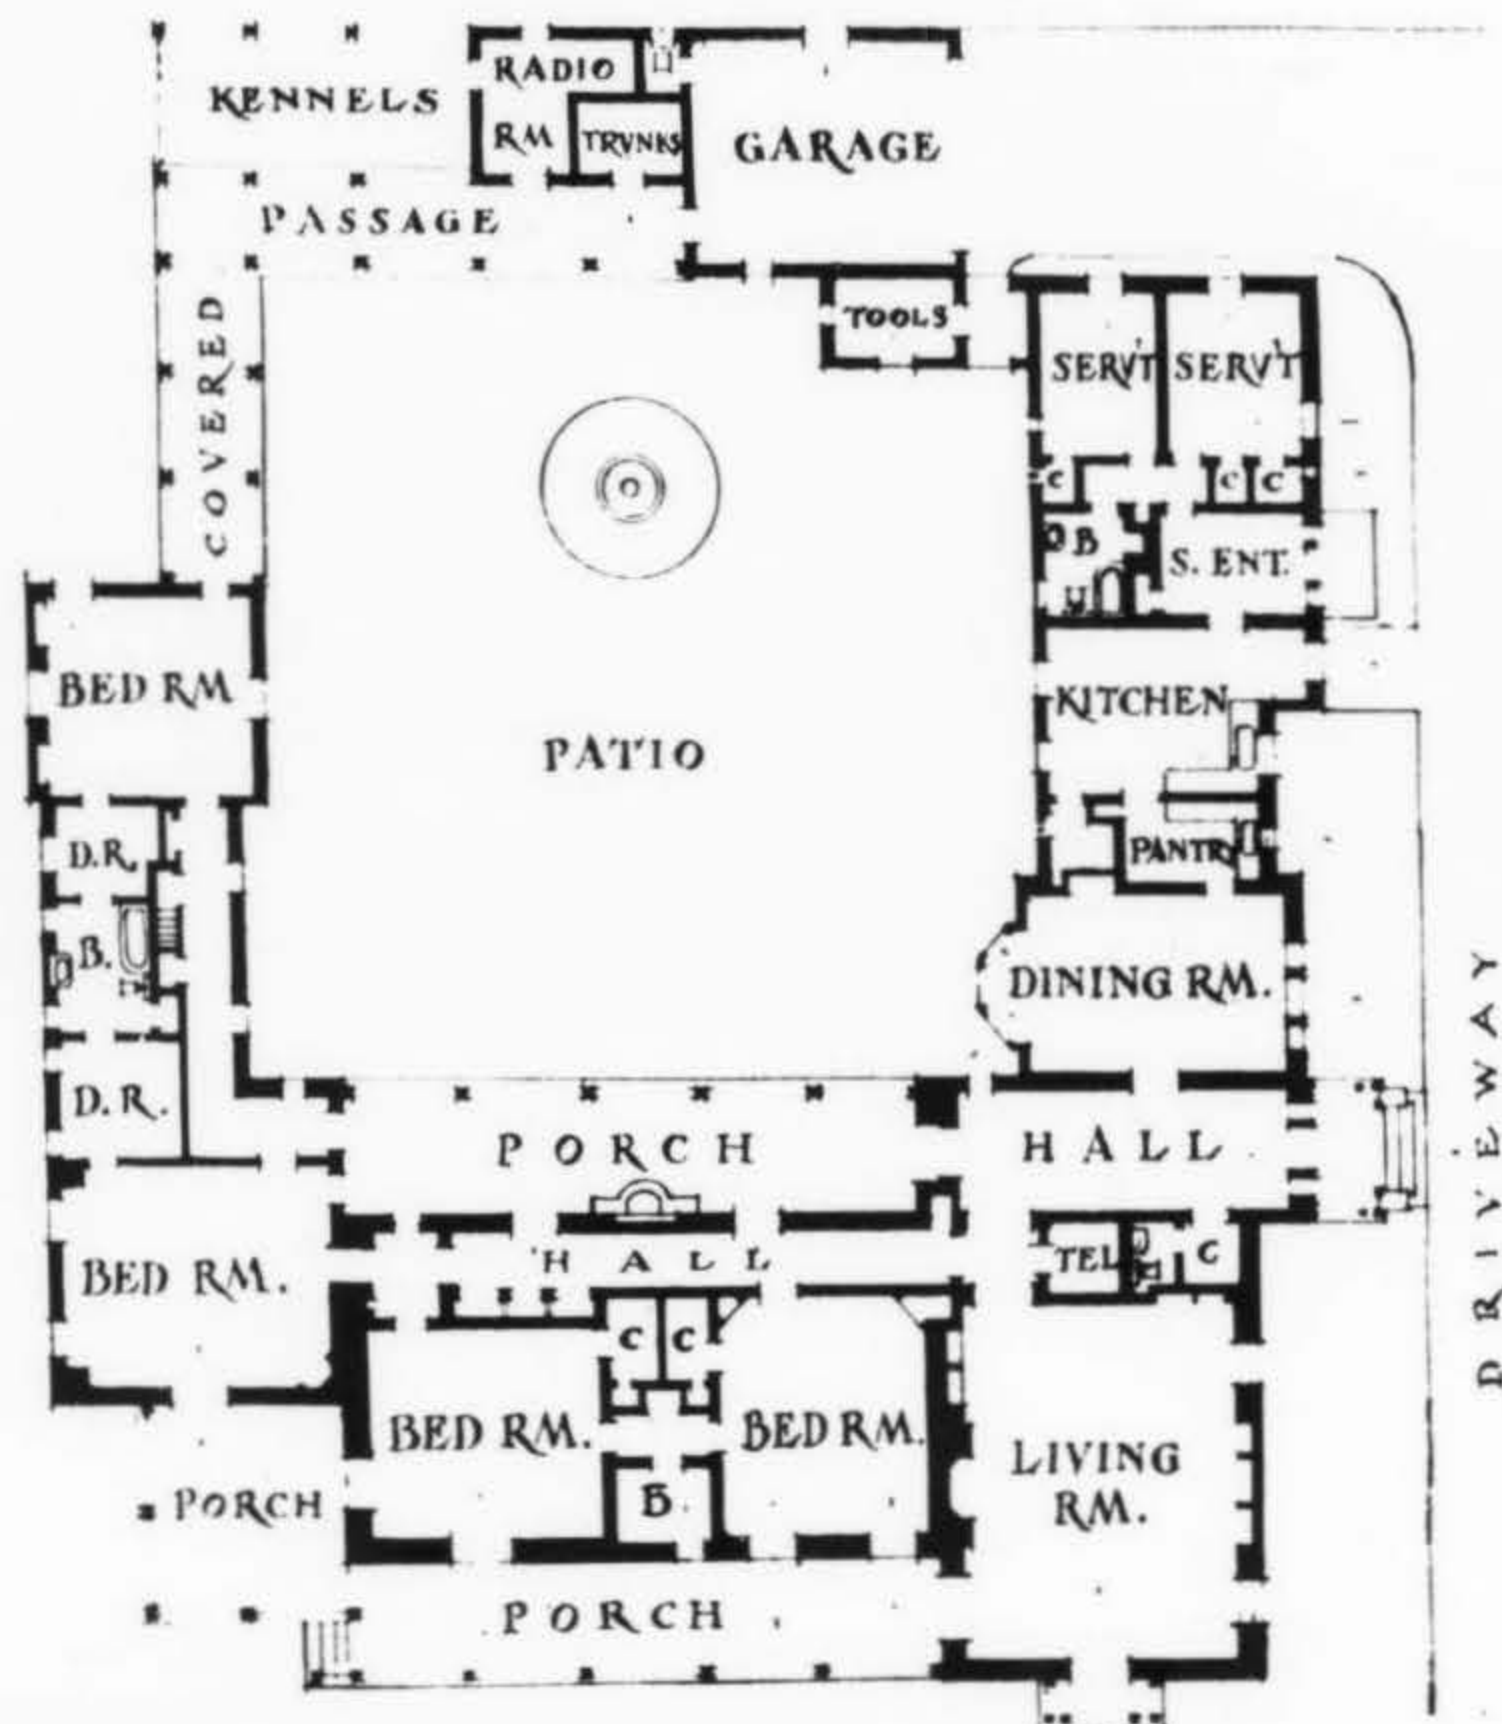 RADIO
KENNELS
RM
TRVNKS
GARAGE
PASSAGE
TOOLS
COVERED
SERV'T
SERV'T
C
C
C
B
S. ENT.
BED RM
KITCHEN
PATIO
D.R.
PANTRY
B.
DINING RM.
D.R.
PORCH
HALL
DRIVEWAY
HALL
TEL
C
BED RM.
C
C
BED RM.
BED RM.
LIVING
RM.
B.
PORCH
PORCH